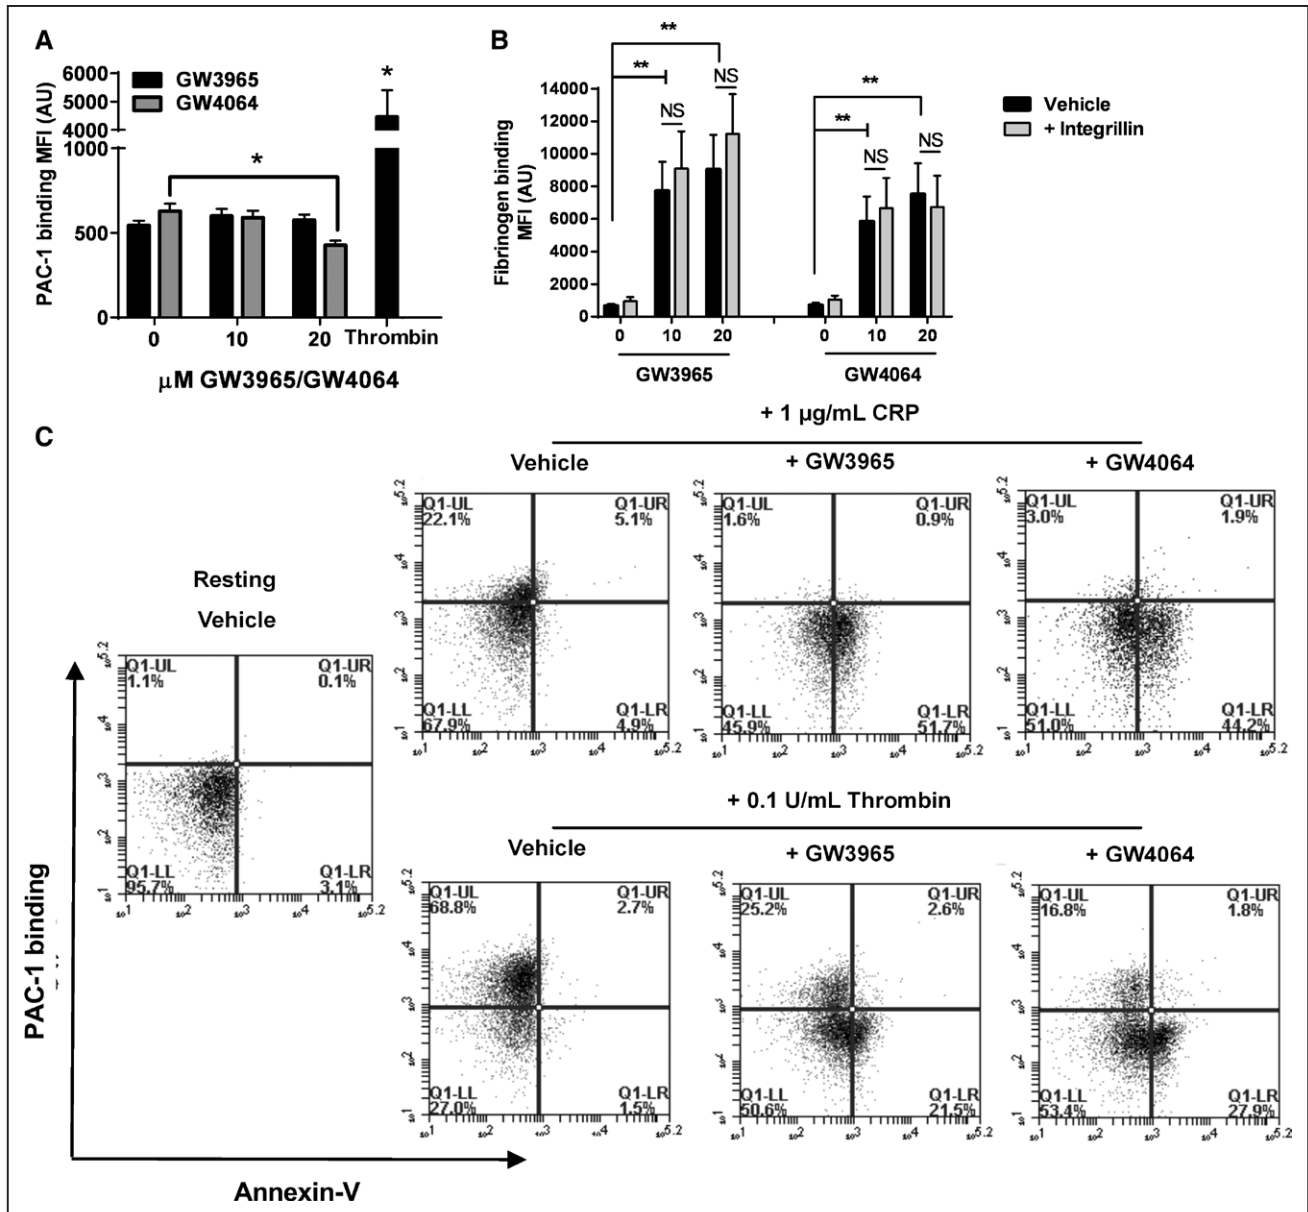 A
B
GW3965
GW4064
PAC-1 binding MFI (AU)
6000
5000
4000
1000
500
0
*
*
0 10 20 Thrombin
μM GW3965/GW4064
Fibrinogen binding
MFI (AU)
14000
12000
10000
8000
6000
4000
2000
0
**
**
NS
NS
**
**
NS
NS
Vehicle
+ Integrillin
0 10 20 0 10 20
GW3965 GW4064
C
+ 1 µg/mL CRP
Vehicle + GW3965 + GW4064
Q1-UL Q1-UR
22.1% 5.1%
Q1-LL Q1-LR
67.9% 4.9%
Q1-UL Q1-UR
1.6% 0.9%
Q1-LL Q1-LR
45.9% 51.7%
Q1-UL Q1-UR
3.0% 1.9%
Q1-LL Q1-LR
51.0% 44.2%
Resting
Vehicle
Q1-UL Q1-UR
1.1% 0.1%
Q1-LL Q1-LR
95.7% 3.1%
+ 0.1 U/mL Thrombin
Vehicle + GW3965 + GW4064
Q1-UL Q1-UR
68.8% 2.7%
Q1-LL Q1-LR
27.0% 1.5%
Q1-UL Q1-UR
25.2% 2.6%
Q1-LL Q1-LR
50.6% 21.5%
Q1-UL Q1-UR
16.8% 1.8%
Q1-LL Q1-LR
53.4% 27.9%
PAC-1 binding
Annexin-V